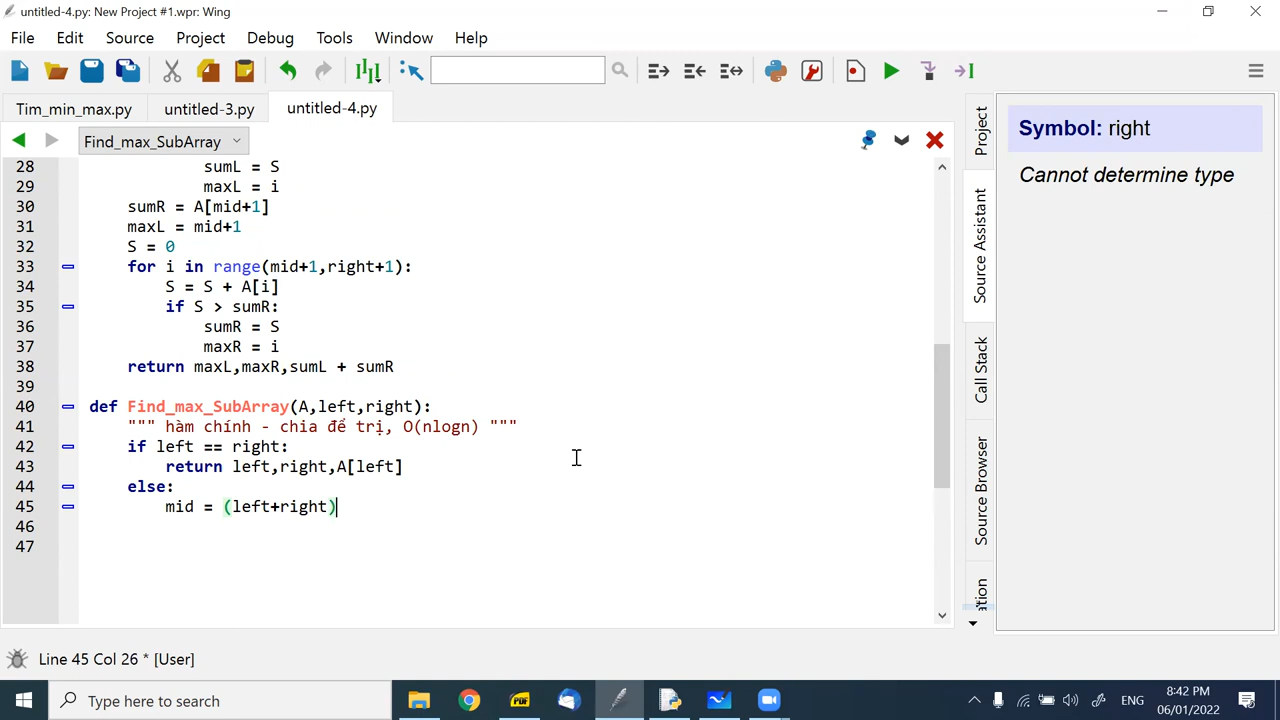 untitled-4.py: New Project #1.wpr: Wing
File Edit Source Project Debug Tools Window Help
Tim_min_max.py untitled-3.py untitled-4.py
Find_max_SubArray
28 sumL = S
29 maxL = i
30 sumR = A[mid+1]
31 maxL = mid+1
32 S = 0
33 for i in range(mid+1,right+1):
34 S = S + A[i]
35 if S > sumR:
36 sumR = S
37 maxR = i
38 return maxL,maxR,sumL + sumR
39
40 def Find_max_SubArray(A,left,right):
41 """ hàm chính - chia để trị, O(nlogn) """
42 if left == right:
43 return left,right,A[left]
44 else:
45 mid = (left+right)
46
47
Project
Source Assistant
Call Stack
Source Browser
ation
Symbol: right
Cannot determine type
Line 45 Col 26 * [User]
Type here to search
PDF
ENG
8:42 PM
06/01/2022